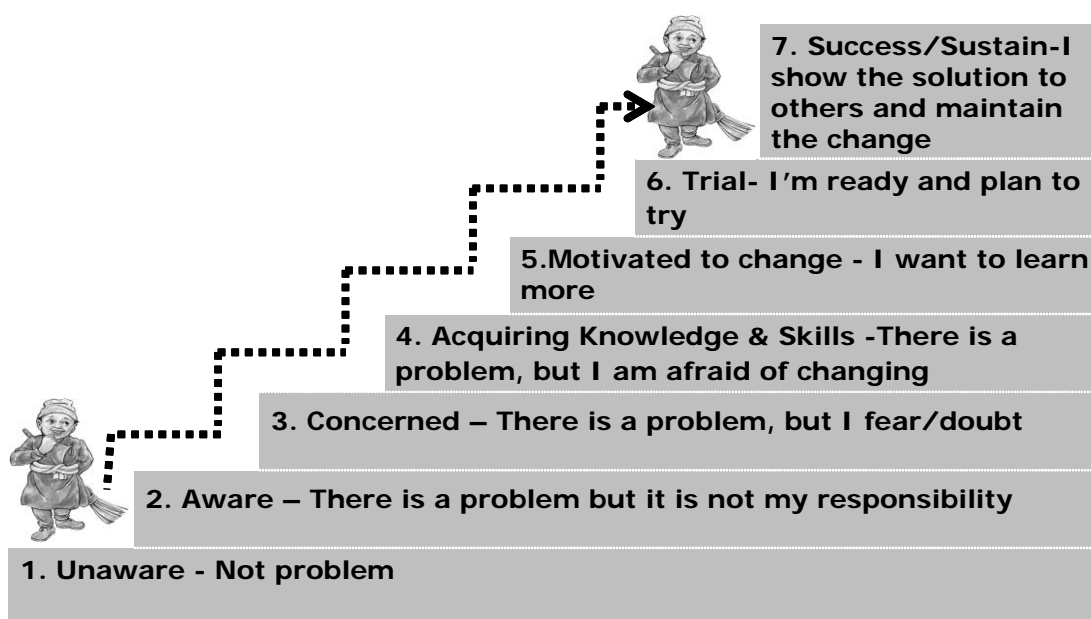 7. Success/Sustain-I
show the solution to
others and maintain
the change
6. Trial- I'm ready and plan to
try
5.Motivated to change - I want to learn
more
4. Acquiring Knowledge & Skills -There is a
problem, but I am afraid of changing
3. Concerned – There is a problem, but I fear/doubt
2. Aware – There is a problem but it is not my responsibility
1. Unaware - Not problem